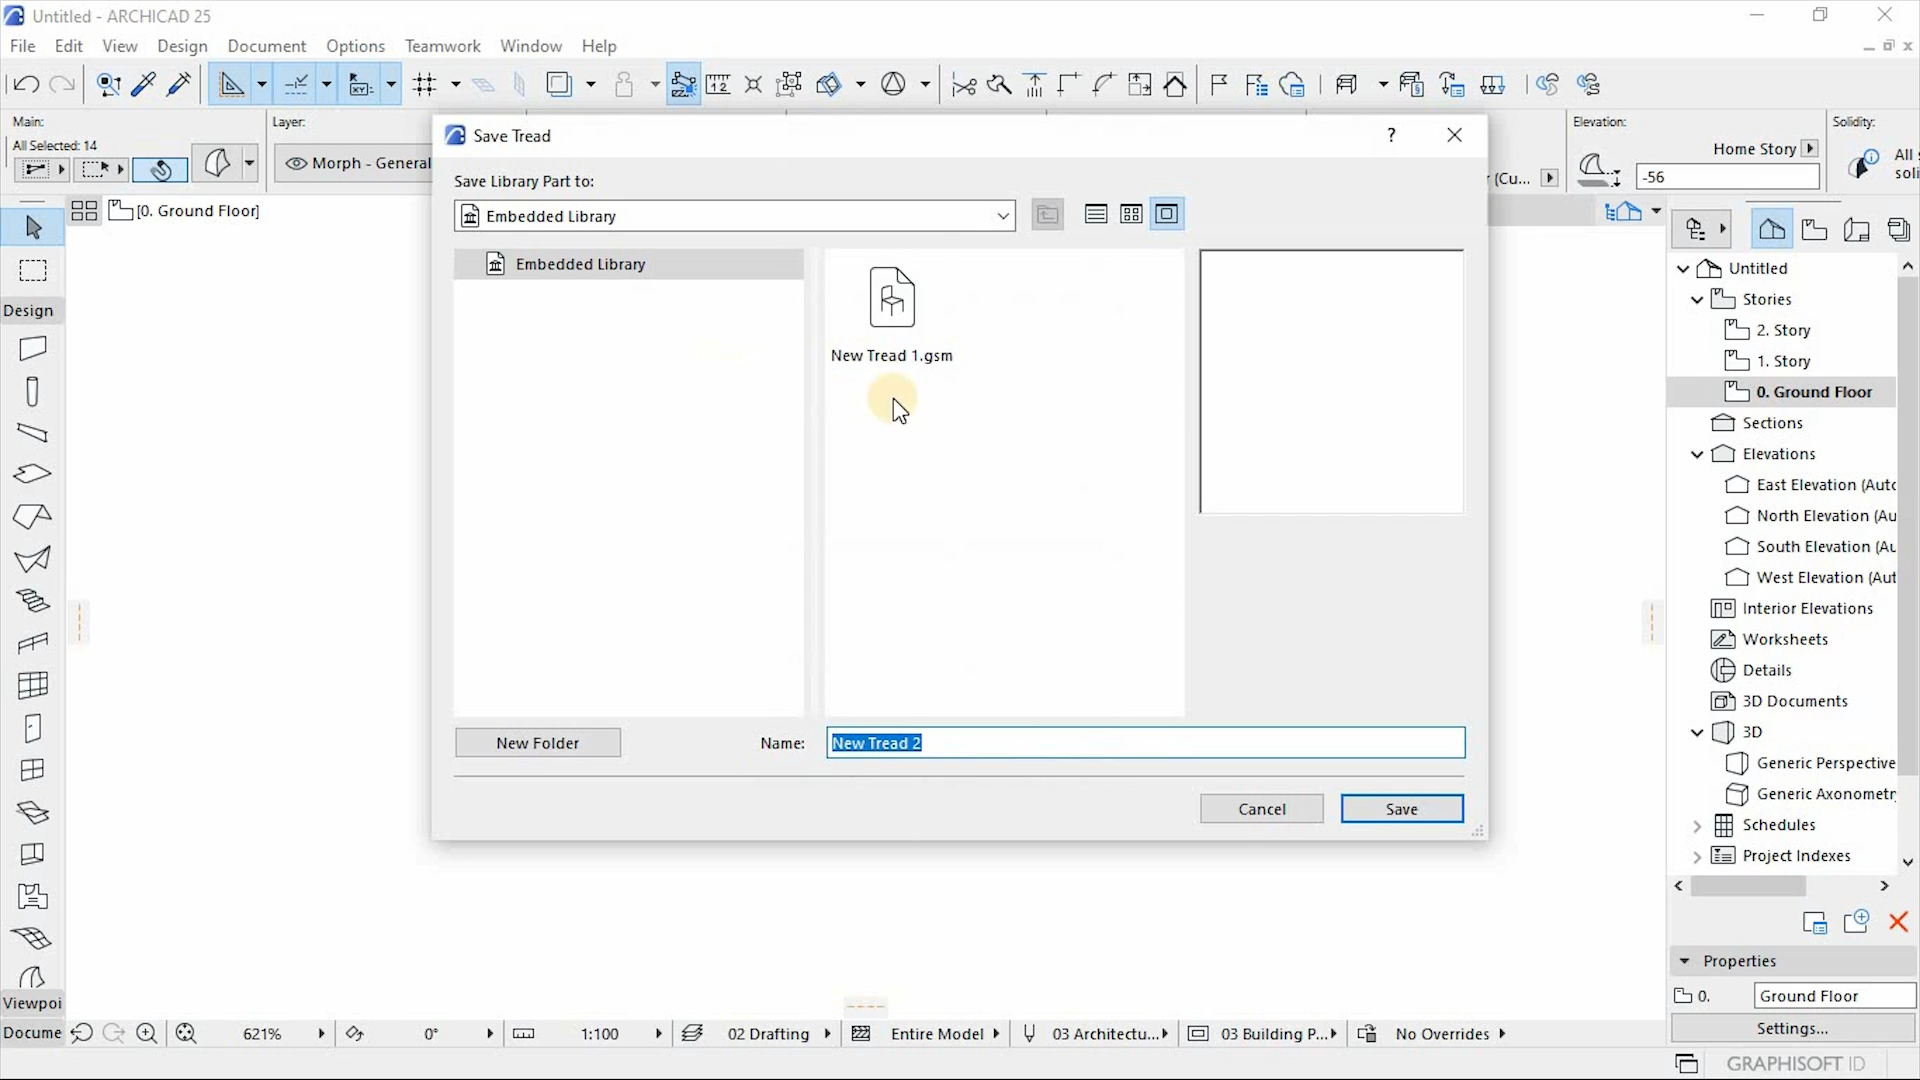 Untitled - ARCHICAD 25
File Edit View Design Document Options Teamwork Window Help
Main:
All Selected: 14
Layer:
Morph - General
Elevation:
Home Story
-56
Solidity:
r (Cu...
[0. Ground Floor]
Save Tread
?
Save Library Part to:
Embedded Library
Embedded Library
New Tread 1.gsm
New Folder
Name:
New Tread 2
Cancel
Save
Design
Viewpoi
Docume
Untitled
Stories
2. Story
1. Story
0. Ground Floor
Sections
Elevations
East Elevation (Auto
North Elevation (Au
South Elevation (Au
West Elevation (Aut
Interior Elevations
Worksheets
Details
3D Documents
3D
Generic Perspective
Generic Axonometr
Schedules
Project Indexes
Properties
0.
Ground Floor
Settings...
621%
0°
1:100
02 Drafting
Entire Model
03 Architectu...
03 Building P...
No Overrides
GRAPHISOFT ID